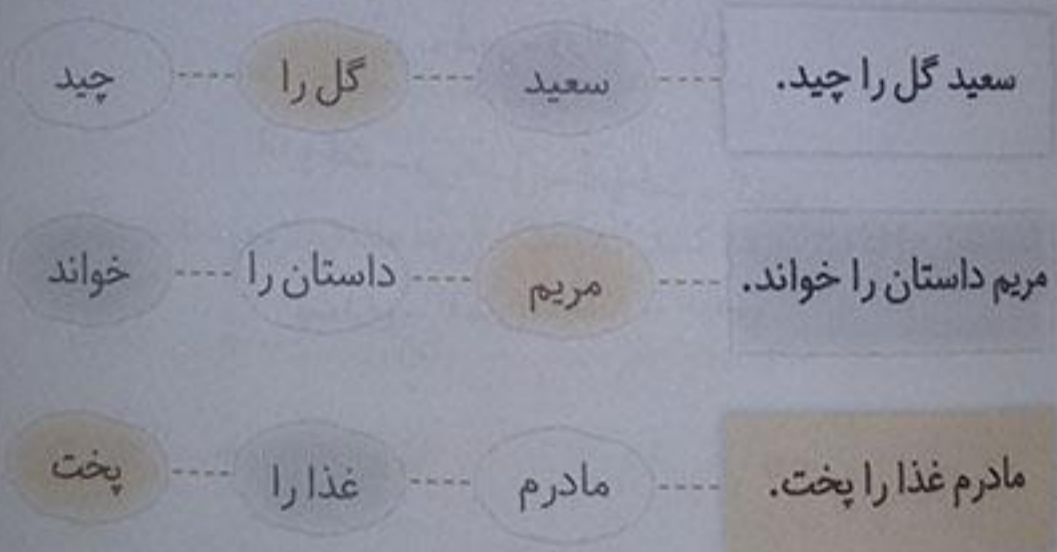 سعید گل را چید. سعید گل را چید
مریم داستان را خواند. مریم داستان را خواند
مادرم غذا را پخت. مادرم غذا را پخت